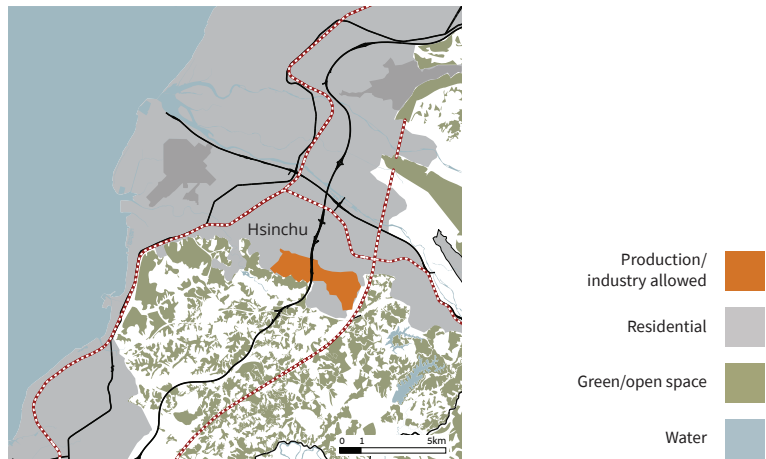 Hsinchu
0 1 5km
Production/
industry allowed
Residential
Green/open space
Water